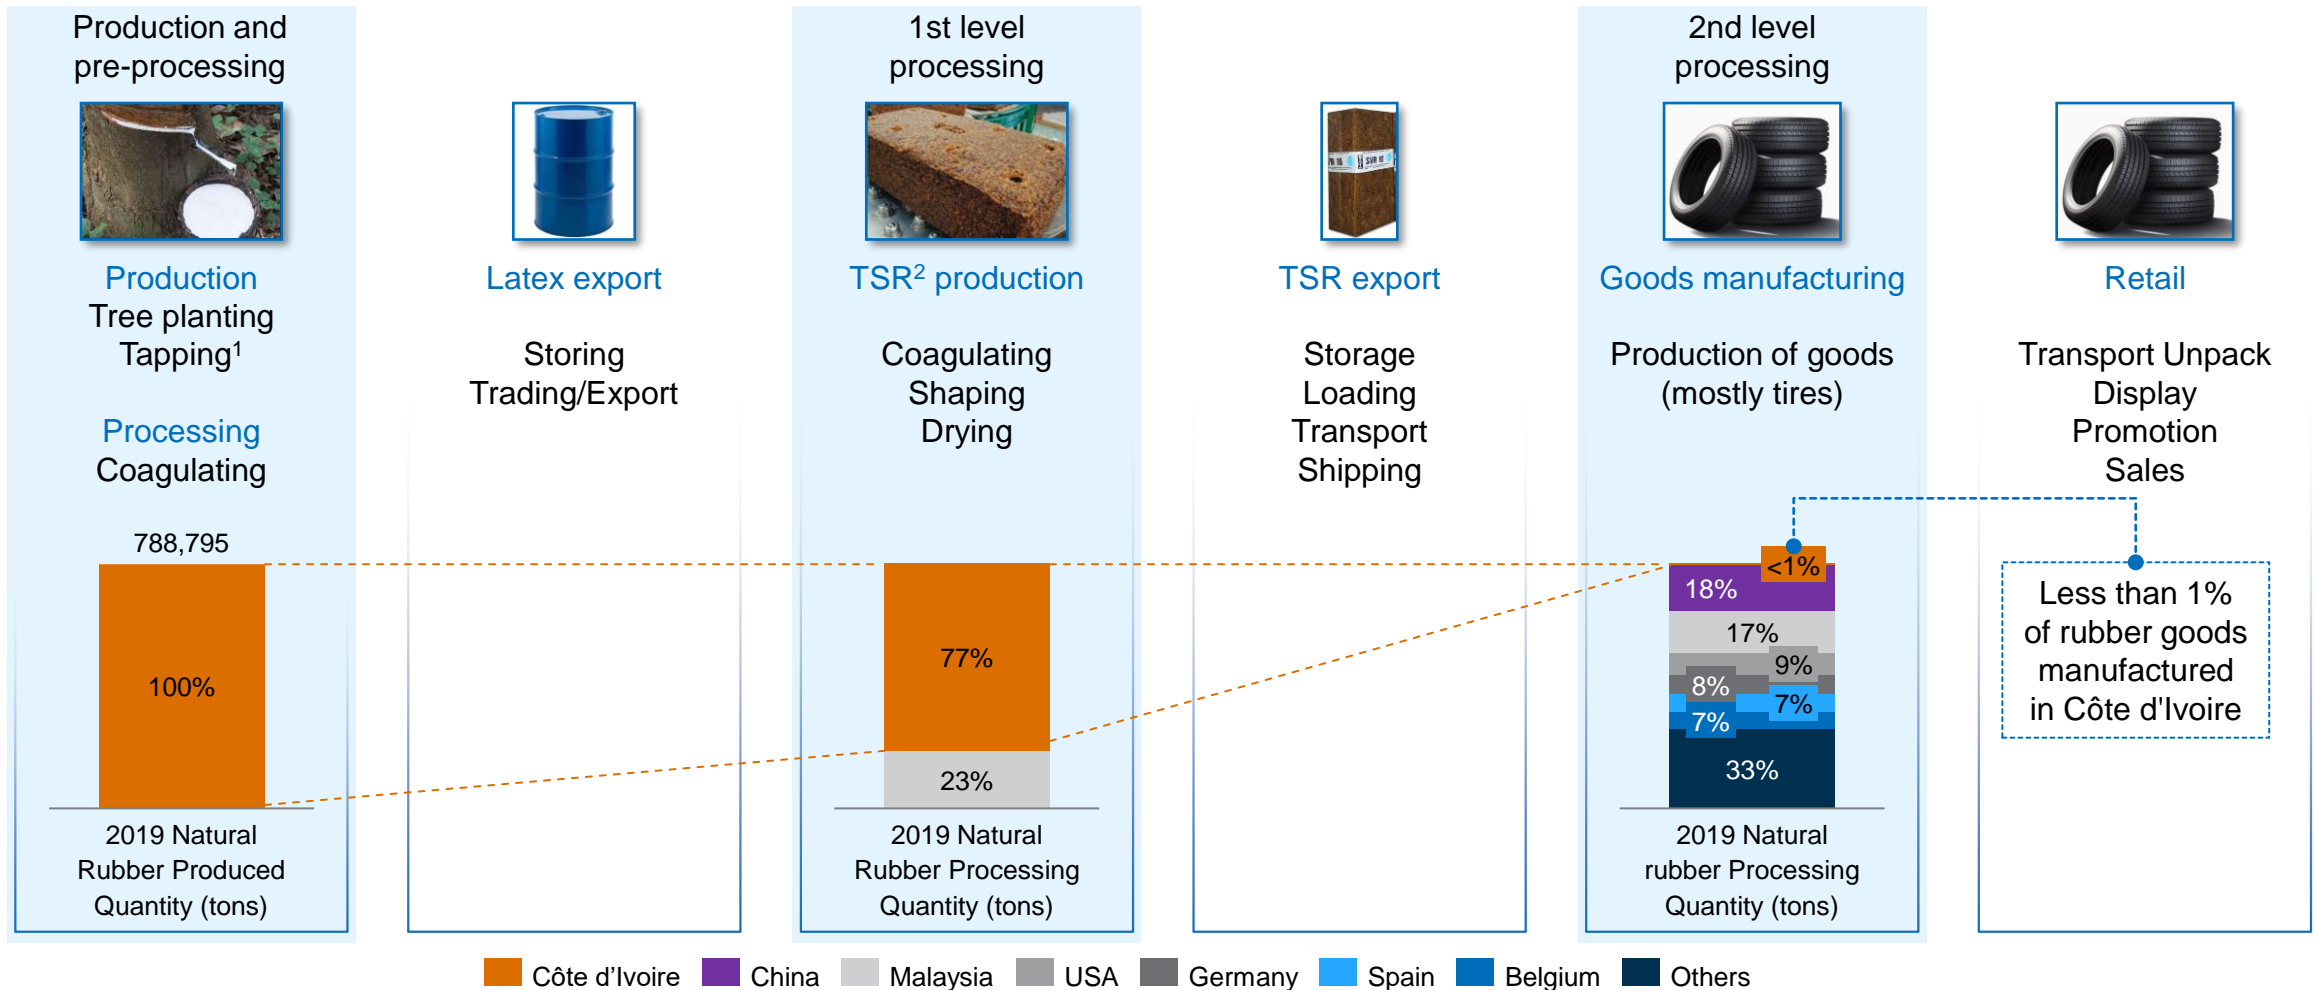 Production and
pre-processing
1st level
processing
2nd level
processing
Production
Tree planting
Tapping¹
Processing
Coagulating
Latex export
Storing
Trading/Export
TSR² production
Coagulating
Shaping
Drying
TSR export
Storage
Loading
Transport
Shipping
Goods manufacturing
Production of goods
(mostly tires)
Retail
Transport Unpack
Display
Promotion
Sales
788,795
100%
2019 Natural
Rubber Produced
Quantity (tons)
77%
23%
2019 Natural
Rubber Processing
Quantity (tons)
<1%
18%
17%
9%
8%
7%
7%
33%
2019 Natural
rubber Processing
Quantity (tons)
Less than 1%
of rubber goods
manufactured
in Côte d'Ivoire
Côte d'Ivoire China Malaysia USA Germany Spain Belgium Others